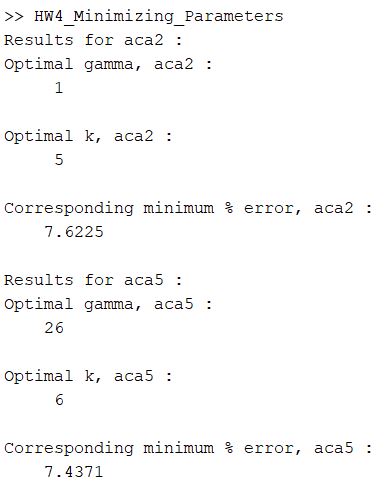 >> HW4_Minimizing_Parameters
Results for aca2 :
Optimal gamma, aca2 :
1
Optimal k, aca2 :
5
Corresponding minimum % error, aca2 :
7.6225
Results for aca5 :
Optimal gamma, aca5 :
26
Optimal k, aca5 :
6
Corresponding minimum % error, aca5 :
7.4371